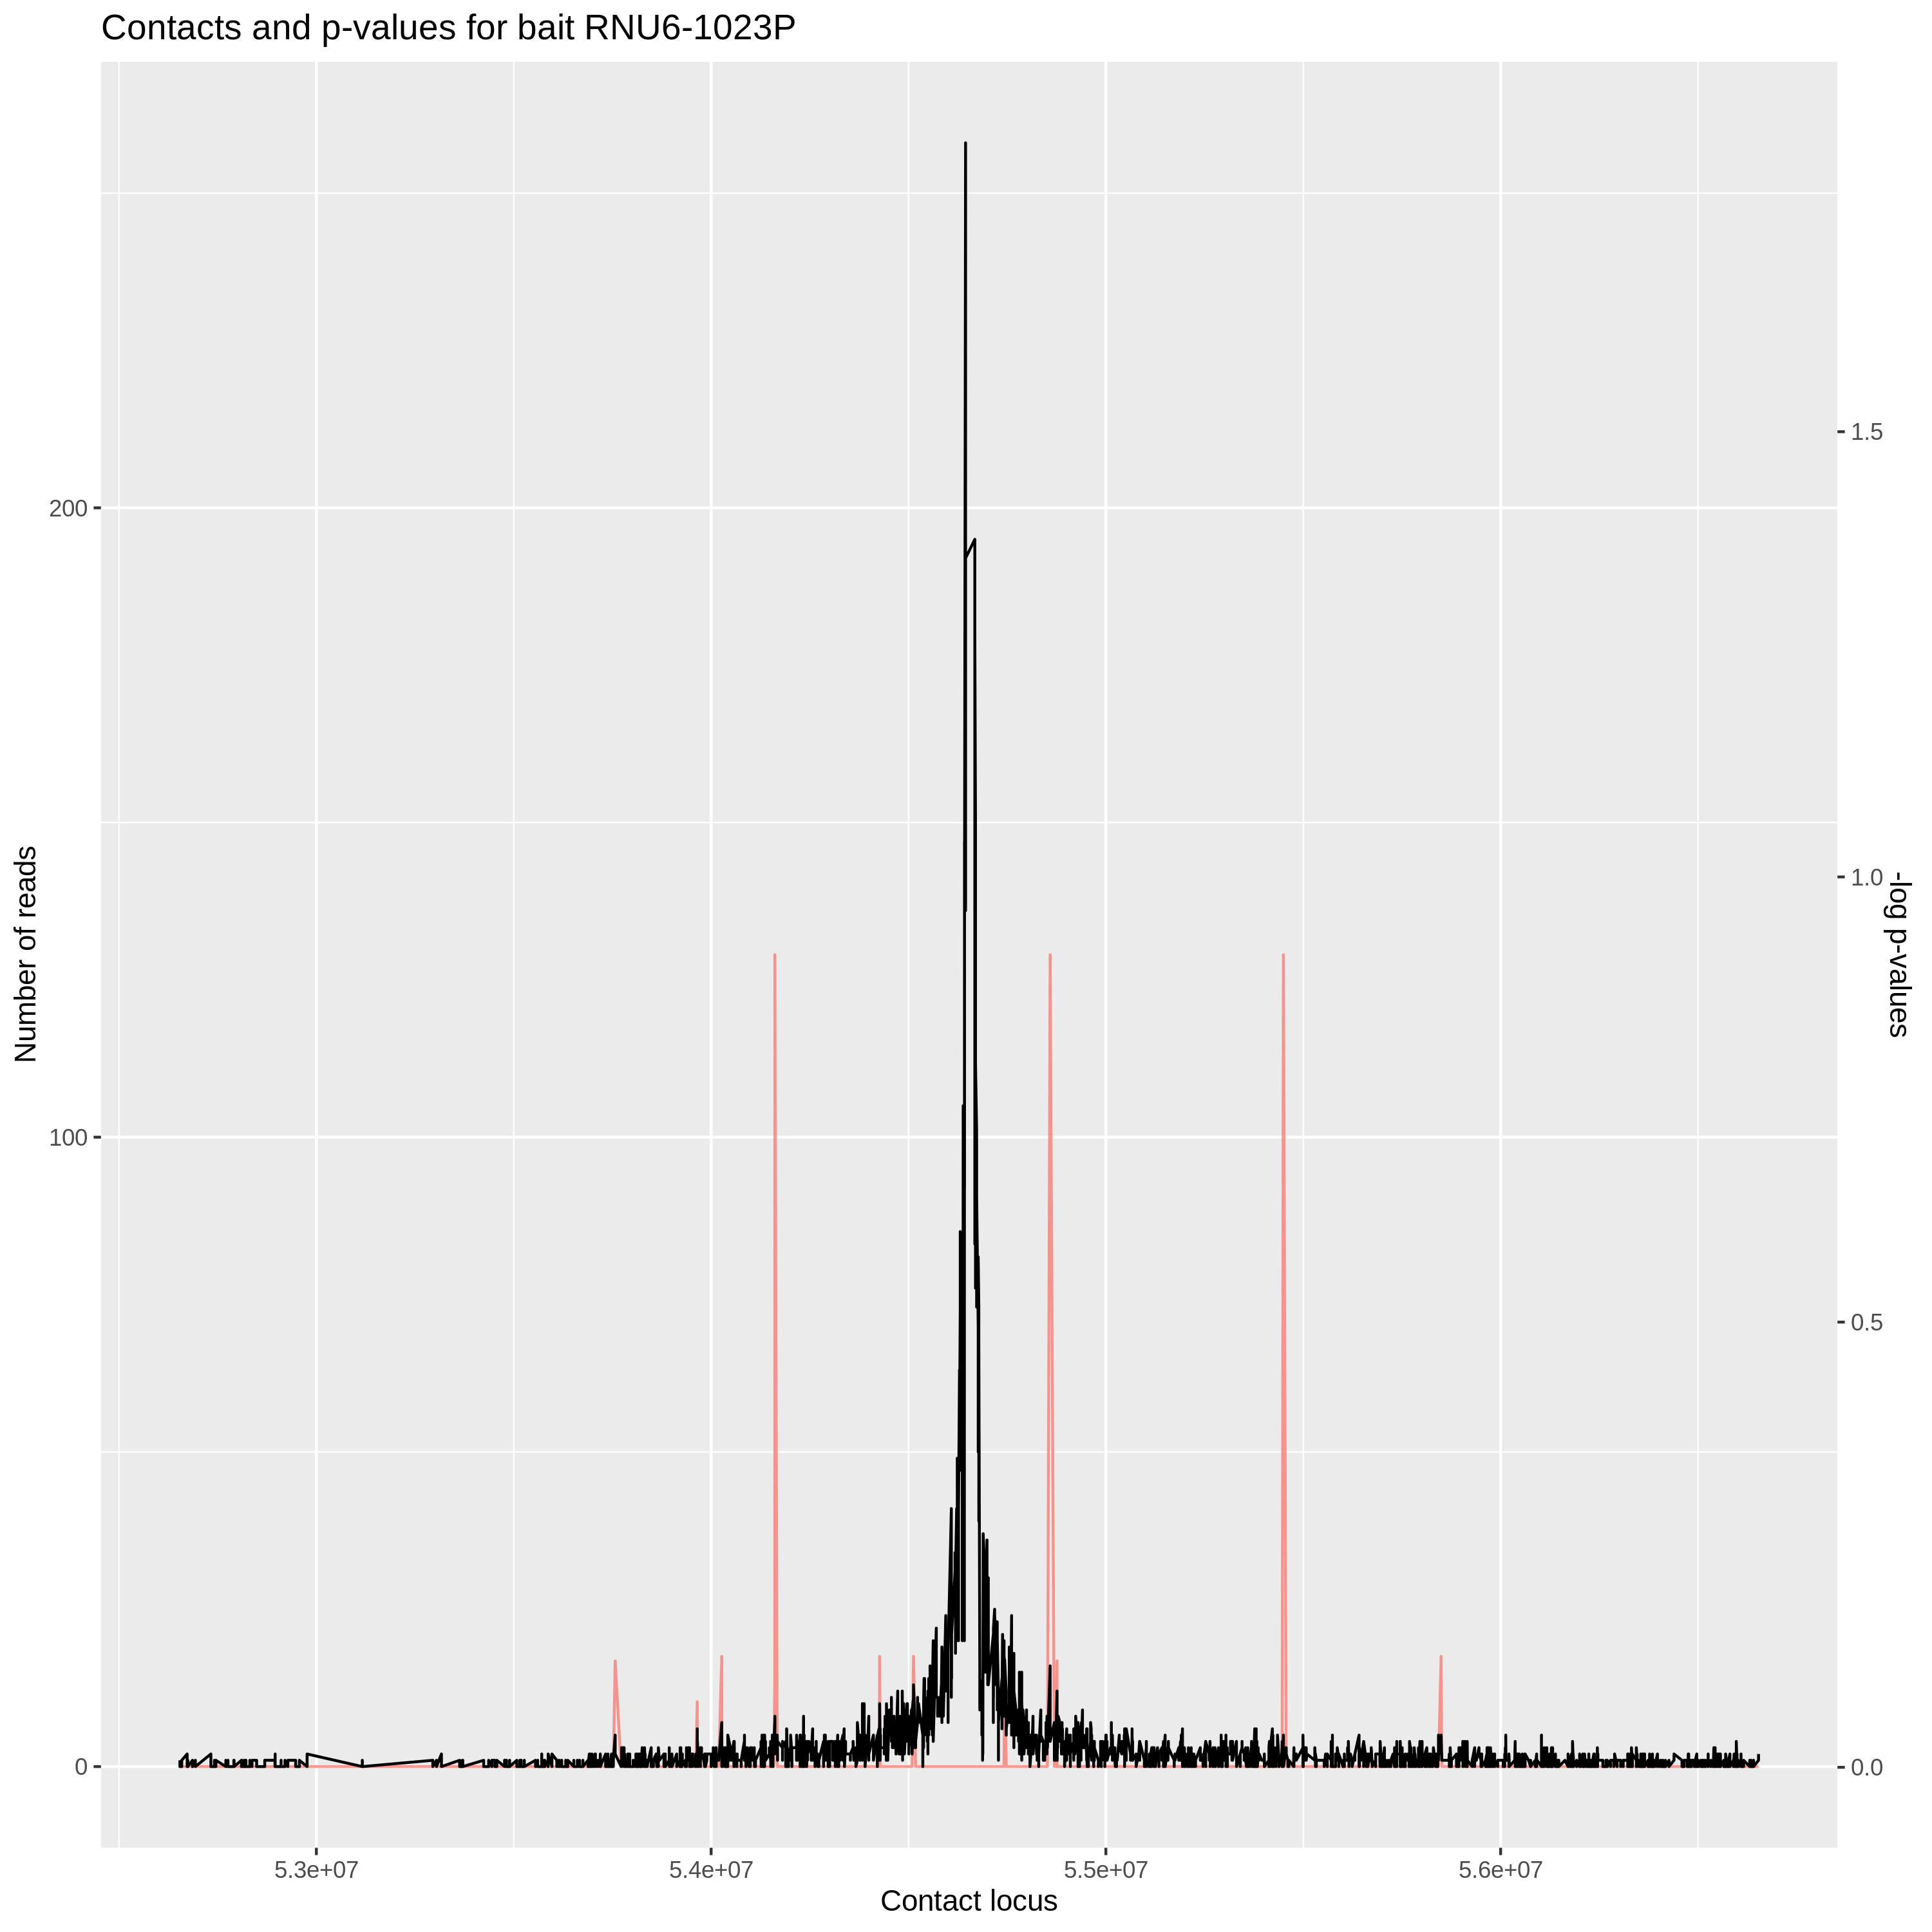 Contacts and p-values for bait RNU6-1023P
Number of reads
200
100
0
1.5
1.0
0.5
0.0
-log p-values
5.3e+07
5.4e+07
5.5e+07
5.6e+07
Contact locus